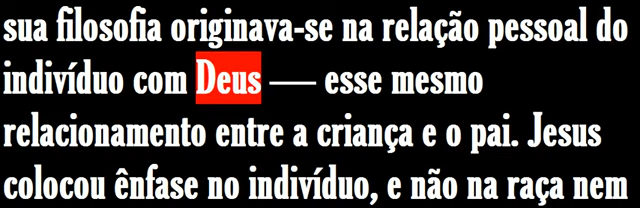 sua filosofia originava-se na relação pessoal do
indivíduo com Deus — esse mesmo
relacionamento entre a criança e o pai. Jesus
colocou ênfase no indivíduo, e não na raça nem